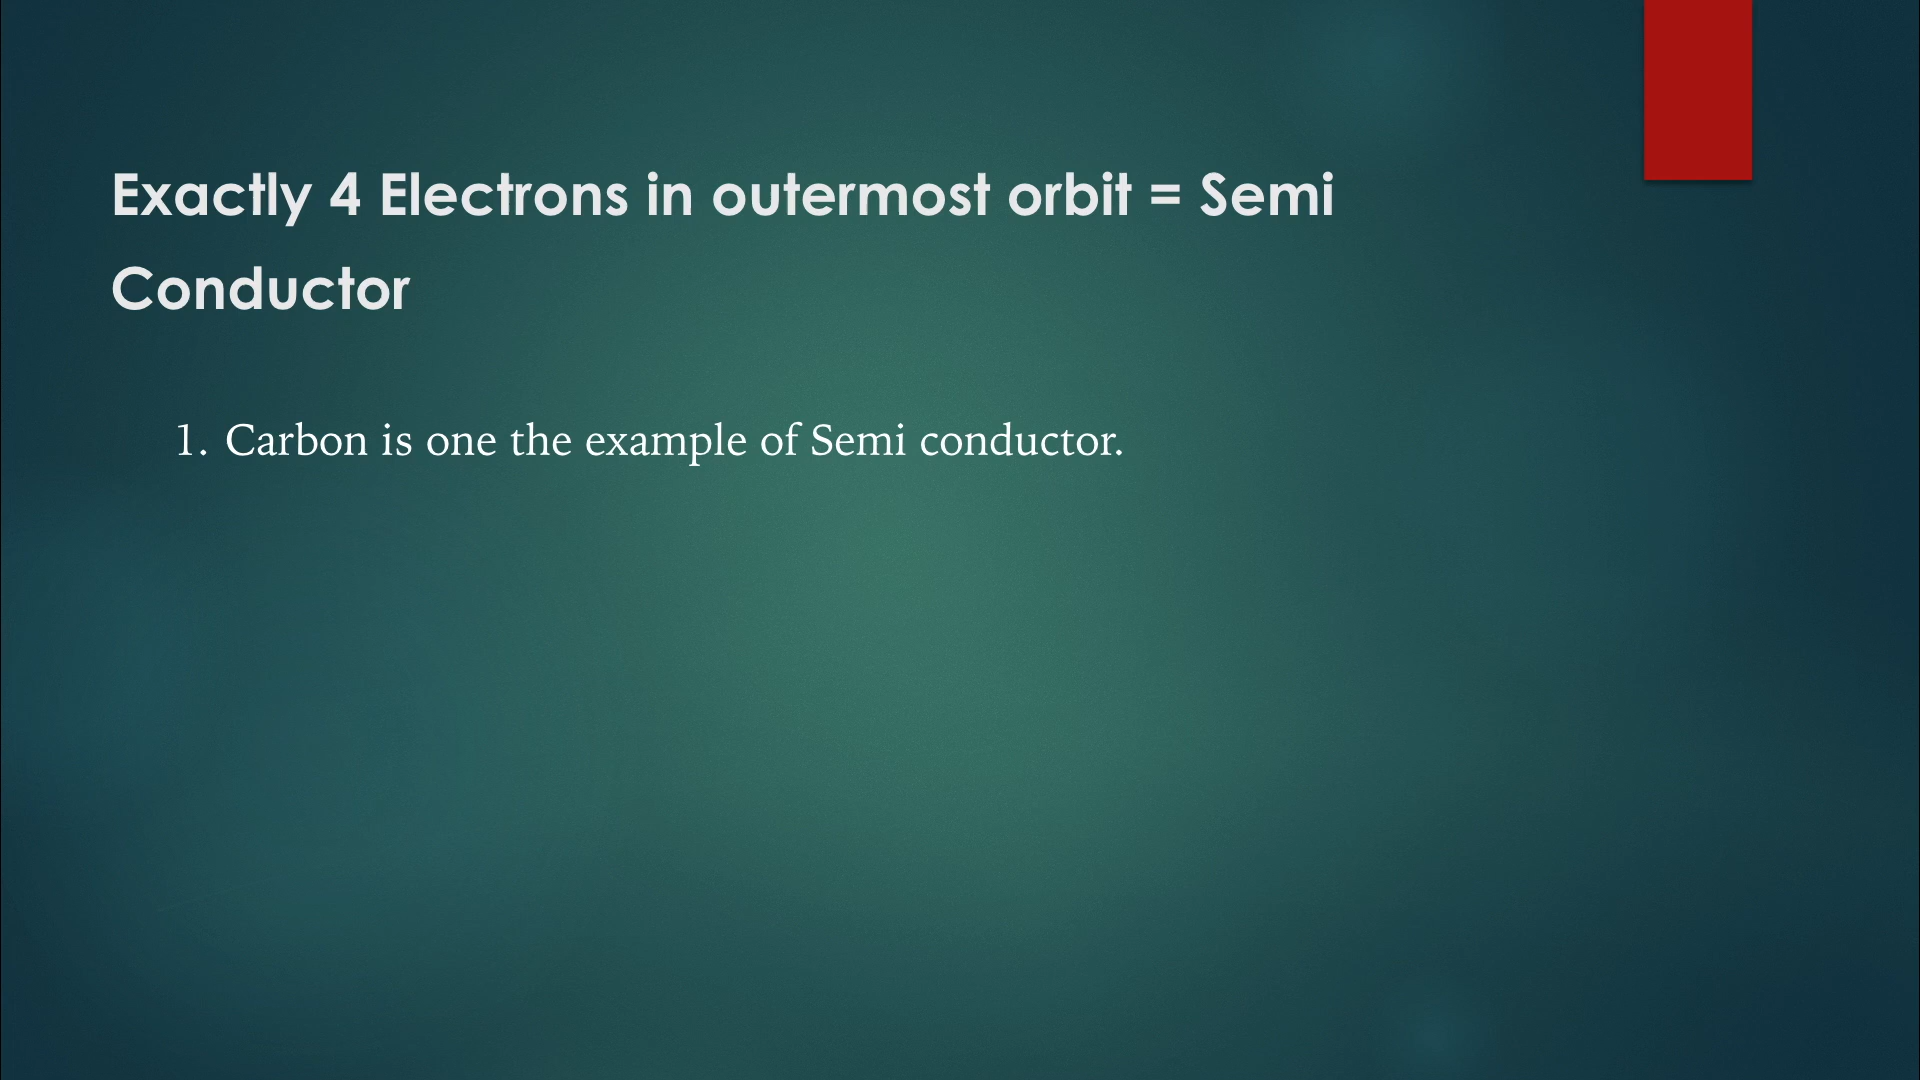 Exactly 4 Electrons in outermost orbit = Semi
Conductor
1. Carbon is one the example of Semi conductor.